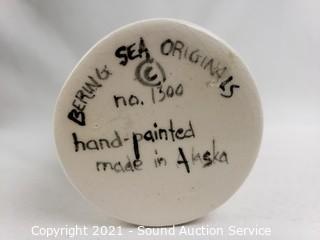 BERING SEA ORIGINALS
©
no. 1300
hand-painted
made in Alaska
Copyright 2021 - Sound Auction Service